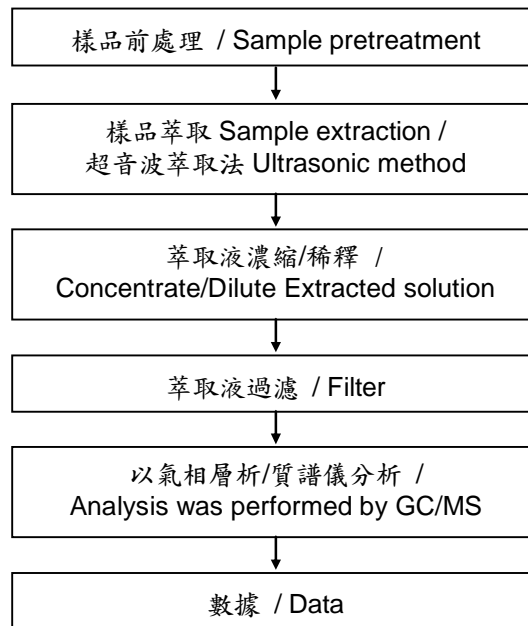 樣品前處理 / Sample pretreatment
樣品萃取 Sample extraction /
超音波萃取法 Ultrasonic method
萃取液濃縮/稀釋 /
Concentrate/Dilute Extracted solution
萃取液過濾 / Filter
以氣相層析/質譜儀分析 /
Analysis was performed by GC/MS
數據 / Data